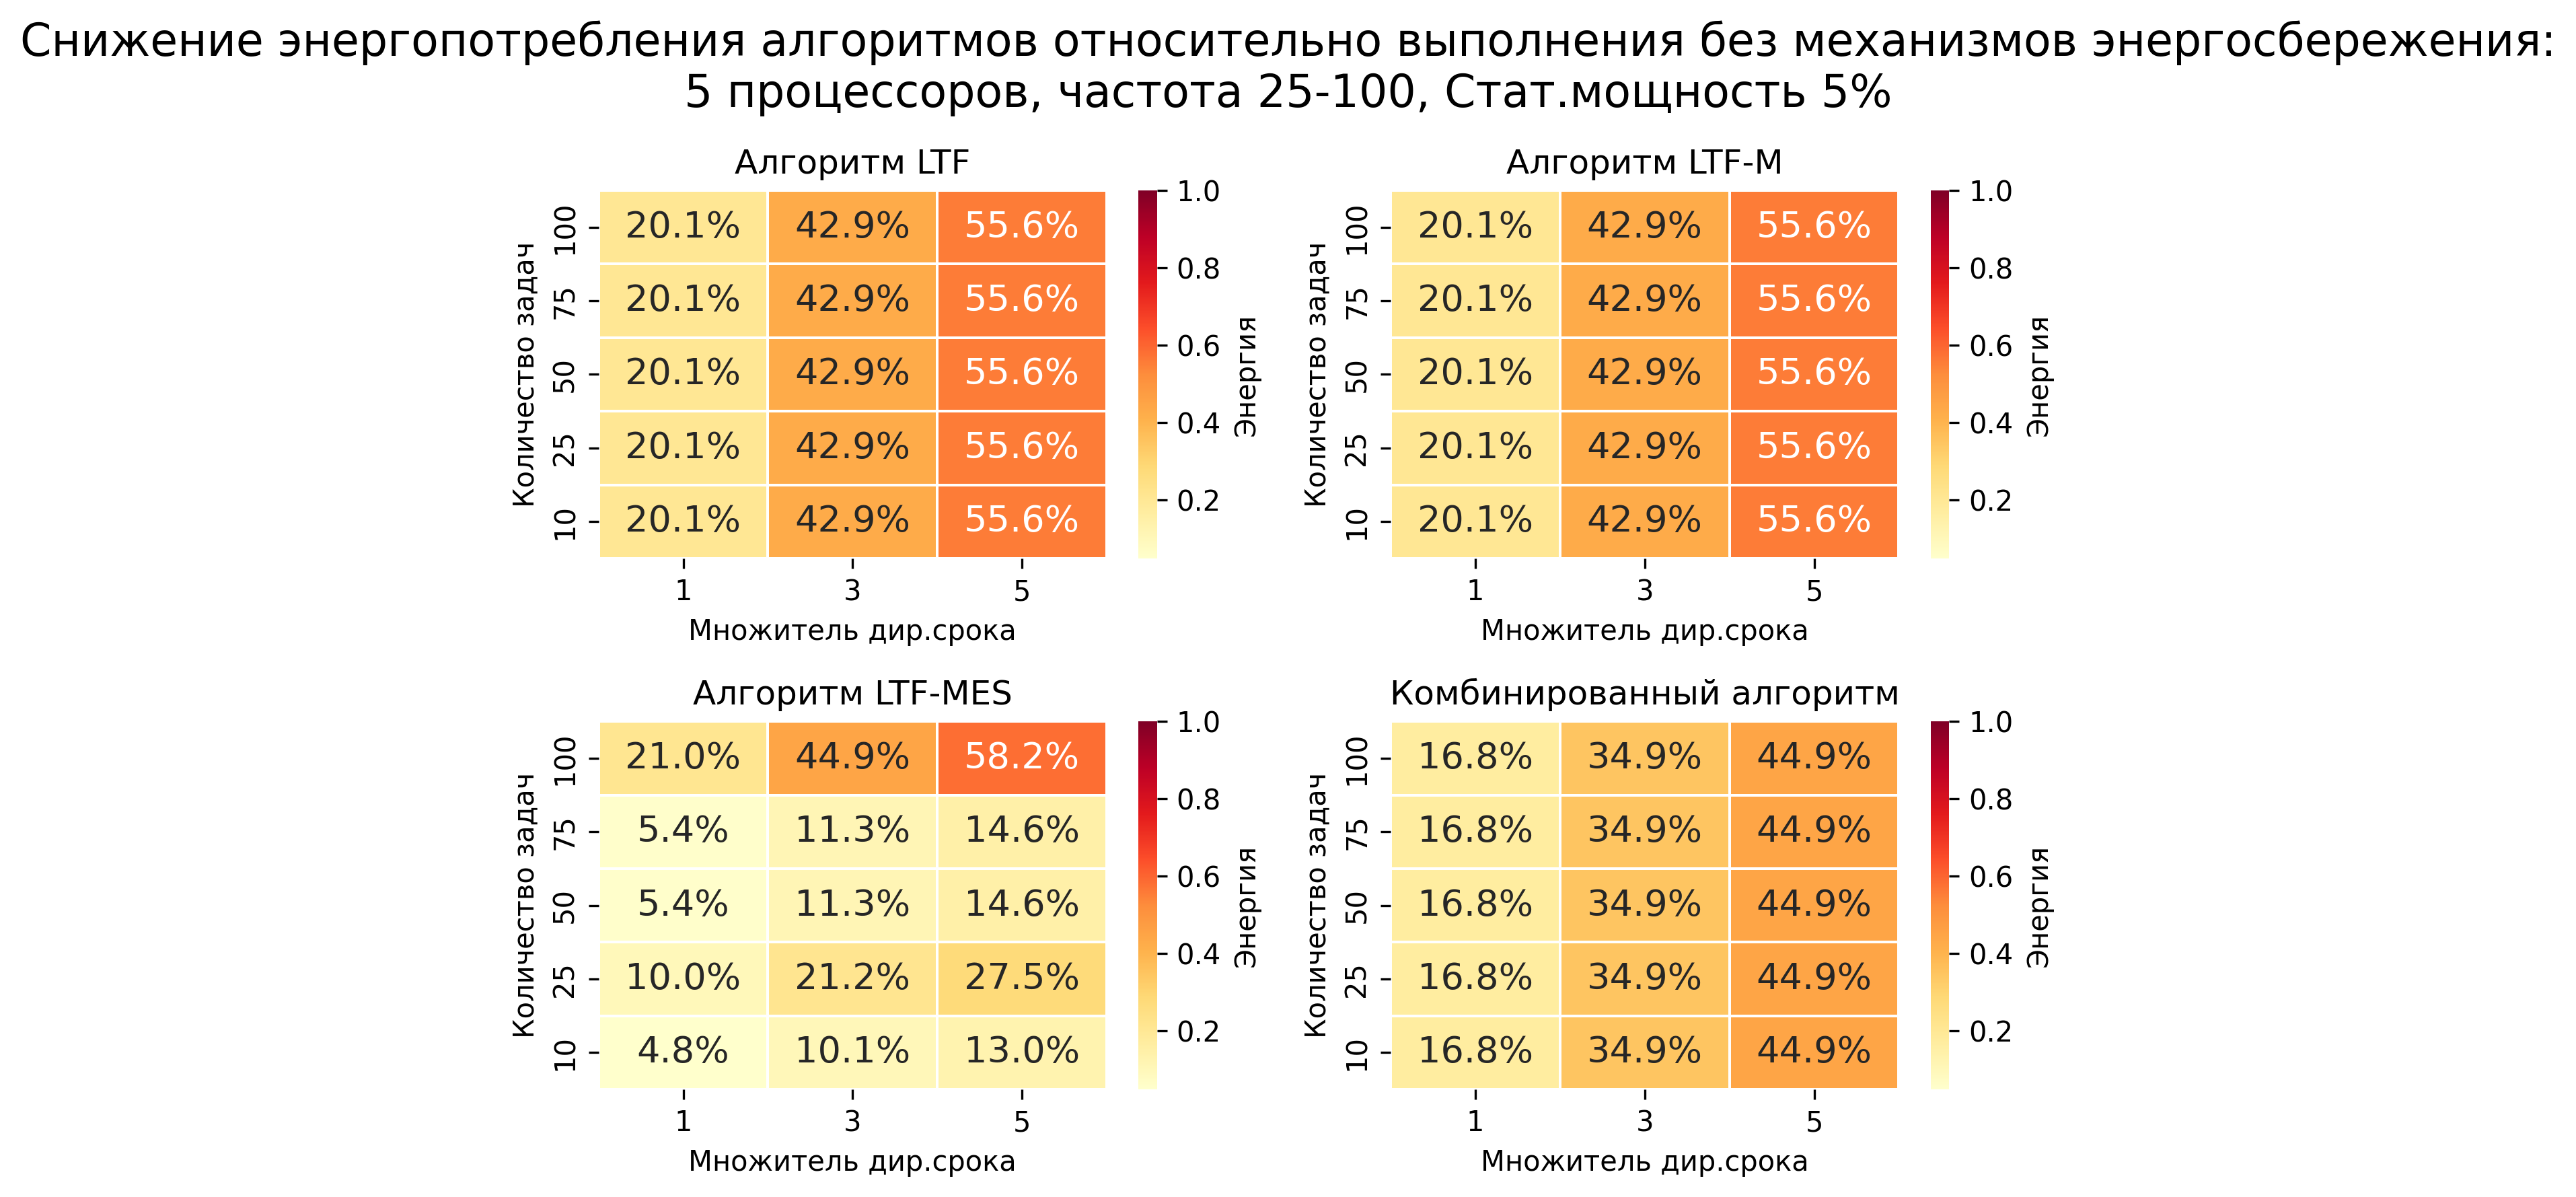 Снижение энергопотребления алгоритмов относительно выполнения без механизмов энергосбережения:
5 процессоров, частота 25-100, Стат.мощность 5%
Алгоритм LTF
Количество задач
100 20.1% 42.9% 55.6%
75 20.1% 42.9% 55.6%
50 20.1% 42.9% 55.6%
25 20.1% 42.9% 55.6%
10 20.1% 42.9% 55.6%
1 3 5
Множитель дир.срока
1.0
0.8
0.6
0.4
0.2
Энергия
Алгоритм LTF-M
Количество задач
100 20.1% 42.9% 55.6%
75 20.1% 42.9% 55.6%
50 20.1% 42.9% 55.6%
25 20.1% 42.9% 55.6%
10 20.1% 42.9% 55.6%
1 3 5
Множитель дир.срока
1.0
0.8
0.6
0.4
0.2
Энергия
Алгоритм LTF-MES
Количество задач
100 21.0% 44.9% 58.2%
75 5.4% 11.3% 14.6%
50 5.4% 11.3% 14.6%
25 10.0% 21.2% 27.5%
10 4.8% 10.1% 13.0%
1 3 5
Множитель дир.срока
1.0
0.8
0.6
0.4
0.2
Энергия
Комбинированный алгоритм
Количество задач
100 16.8% 34.9% 44.9%
75 16.8% 34.9% 44.9%
50 16.8% 34.9% 44.9%
25 16.8% 34.9% 44.9%
10 16.8% 34.9% 44.9%
1 3 5
Множитель дир.срока
1.0
0.8
0.6
0.4
0.2
Энергия